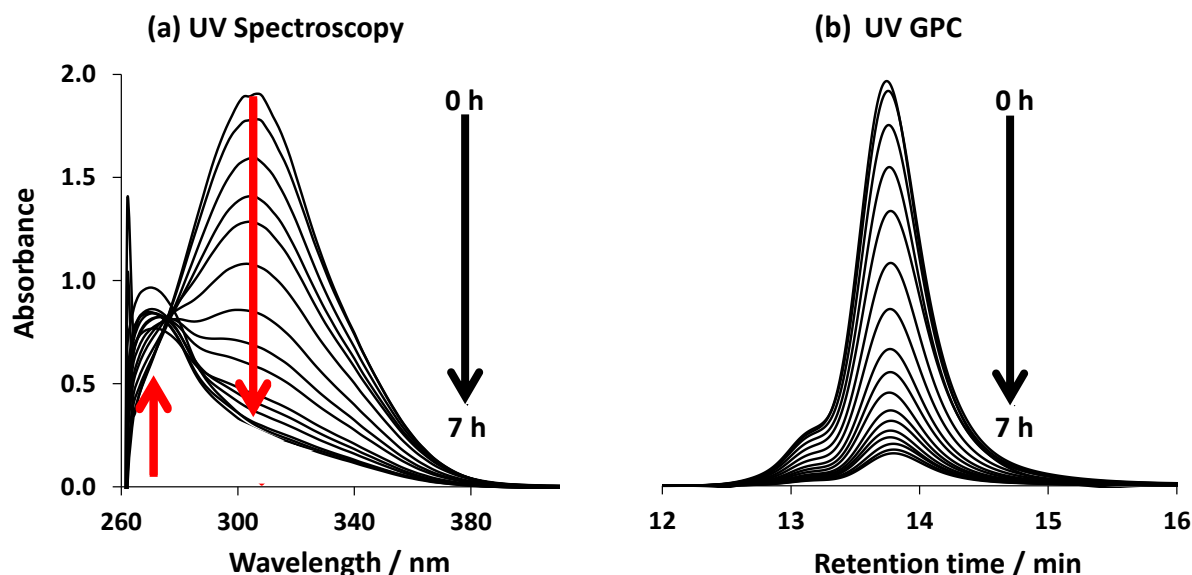 (a) UV Spectroscopy
(b) UV GPC
Absorbance
2.0
1.5
1.0
0.5
0.0
0 h
7 h
260
300
340
380
Wavelength / nm
0 h
7 h
12
13
14
15
16
Retention time / min